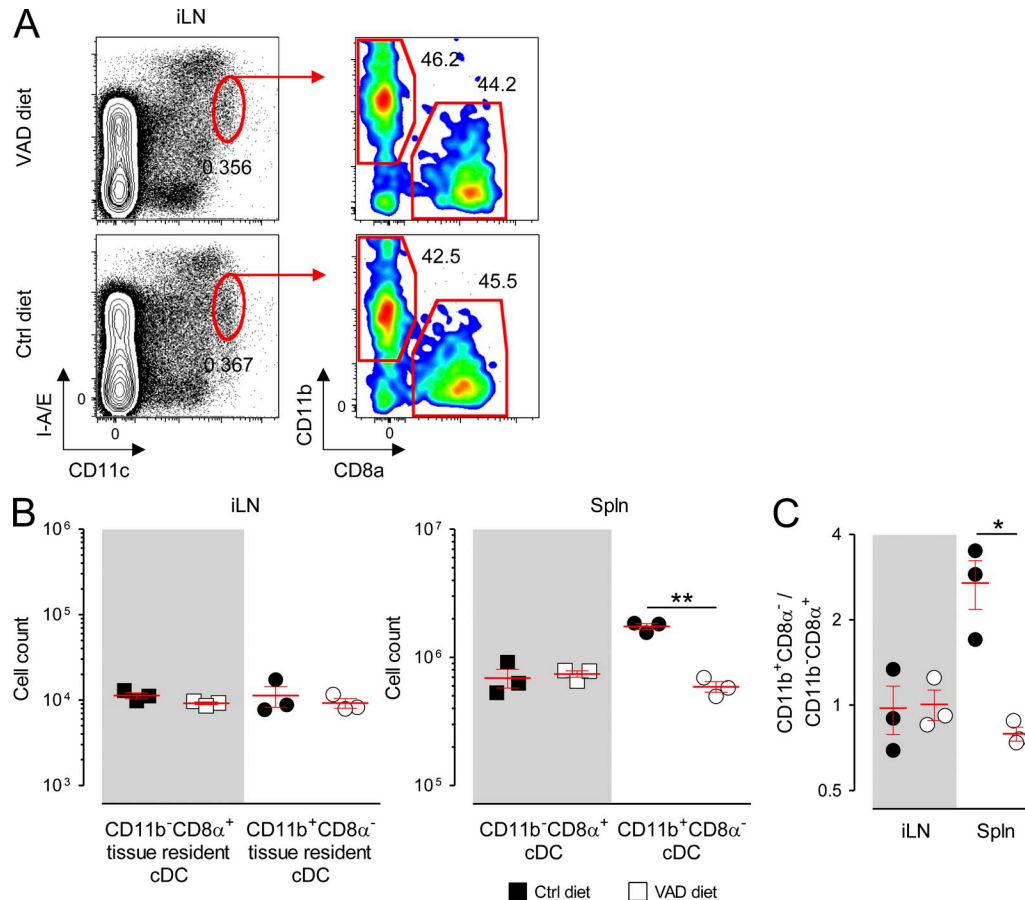 A
iLN
VAD diet
0.356
46.2
44.2
Ctrl diet
0.367
42.5
45.5
I-A/E
0
0
CD11c
CD11b
0
0
CD8a
B
iLN
Cell count
10⁶
10⁵
10⁴
10³
CD11b⁻CD8α⁺
tissue resident
cDC
CD11b⁺CD8α⁻
tissue resident
cDC
Spln
Cell count
10⁷
10⁶
10⁵
**
CD11b⁻CD8α⁺
cDC
CD11b⁺CD8α⁻
cDC
Ctrl diet
VAD diet
C
CD11b⁺CD8α⁻ /
CD11b⁻CD8α⁺
4
2
1
0.5
*
iLN
Spln